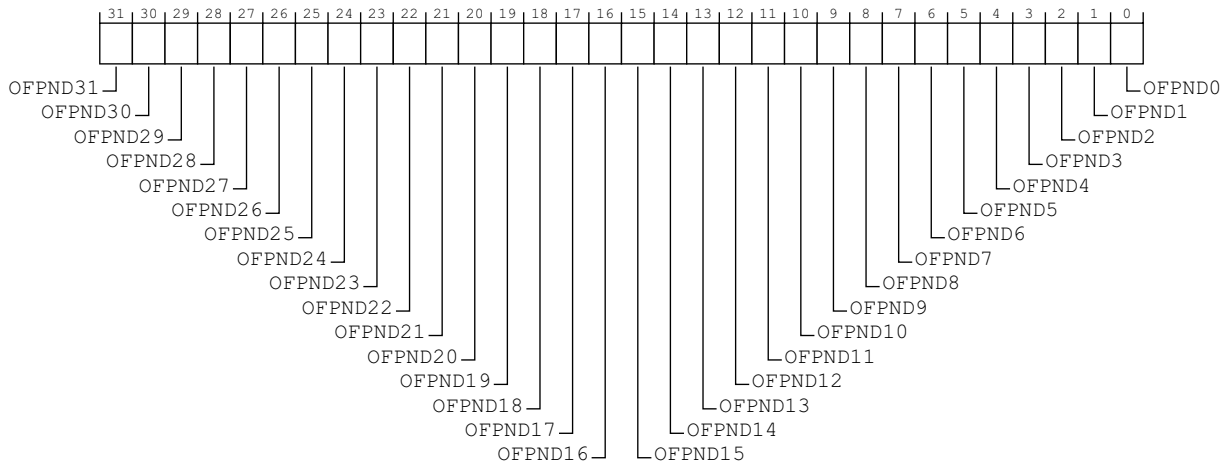 31 30 29 28 27 26 25 24 23 22 21 20 19 18 17 16 15 14 13 12 11 10 9 8 7 6 5 4 3 2 1 0
OFPND31 OFPND0
OFPND30 OFPND1
OFPND29 OFPND2
OFPND28 OFPND3
OFPND27 OFPND4
OFPND26 OFPND5
OFPND25 OFPND6
OFPND24 OFPND7
OFPND23 OFPND8
OFPND22 OFPND9
OFPND21 OFPND10
OFPND20 OFPND11
OFPND19 OFPND12
OFPND18 OFPND13
OFPND17 OFPND14
OFPND16 OFPND15